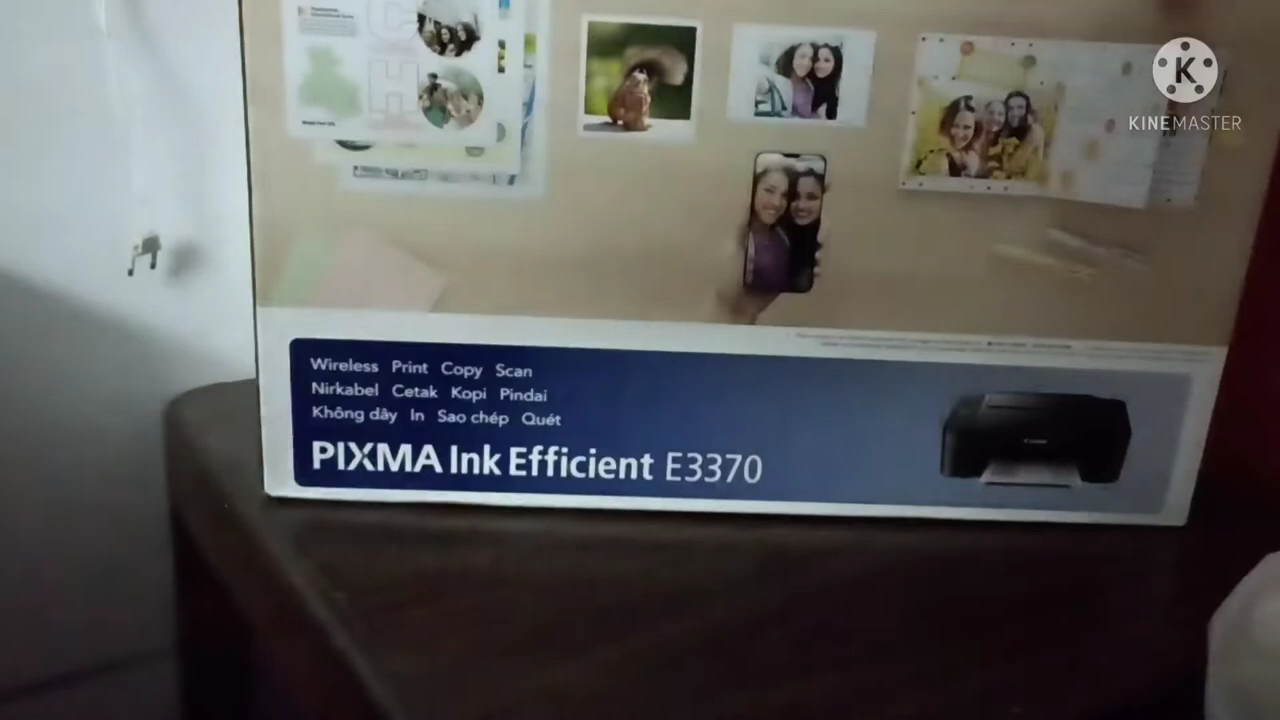 KINEMASTER
Wireless Print Copy Scan
Nirkabel Cetak Kopi Pindai
Không dây In Sao chép Quét
PIXMA Ink Efficient E3370
Canon